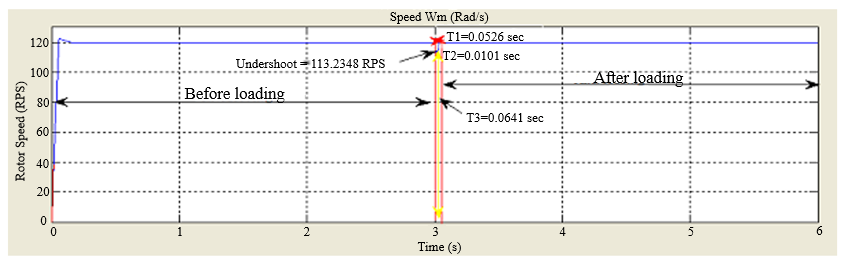 Speed Wm (Rad/s)
120
100
80
60
40
20
0
Rotor Speed (RPS)
T1=0.0526 sec
T2=0.0101 sec
Undershoot = 113.2348 RPS
Before loading
After loading
T3=0.0641 sec
0
1
2
3
4
5
6
Time (s)